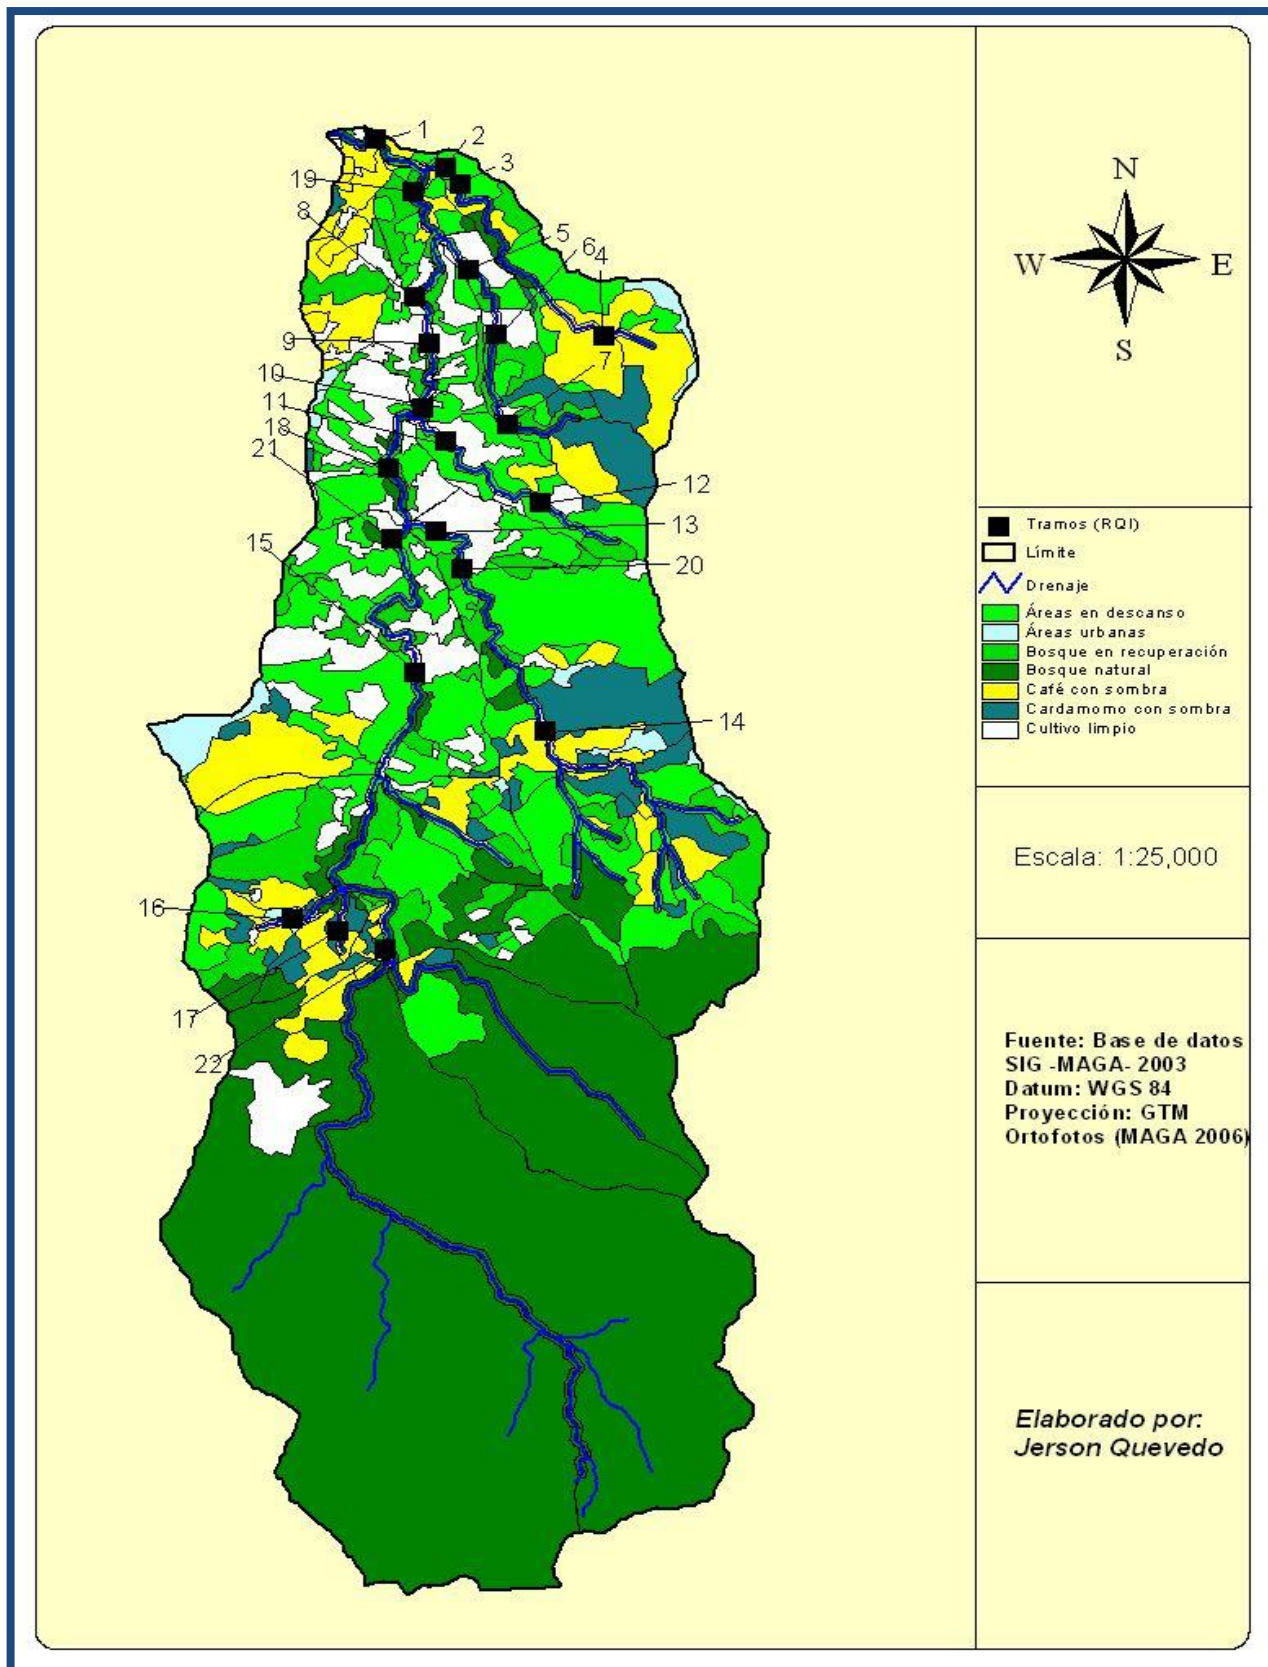 1
2
3
19
8
5
6
4
9
7
10
11
18
21
12
13
15
20
14
16
17
22
N
W E
S
Tramos (RQI)
Límite
Drenaje
Áreas en descanso
Áreas urbanas
Bosque en recuperación
Bosque natural
Café con sombra
Cardamomo con sombra
Cultivo limpio
Escala: 1:25,000
Fuente: Base de datos
SIG -MAGA- 2003
Datum: WGS 84
Proyección: GTM
Ortofotos (MAGA 2006)
Elaborado por:
Jerson Quevedo